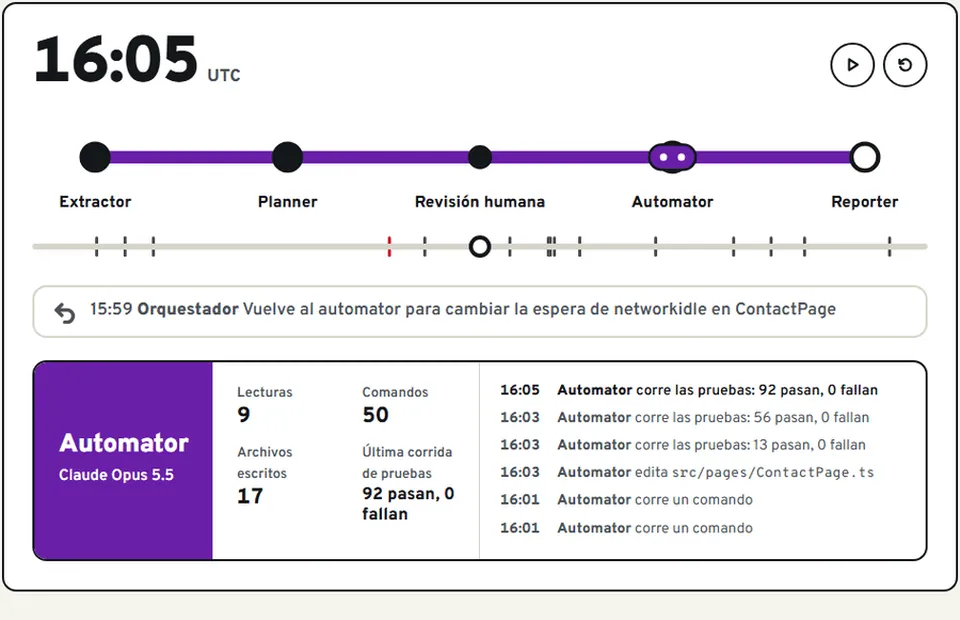 16:05 UTC
Extractor
Planner
Revisión humana
Automator
Reporter
15:59 Orquestador Vuelve al automator para cambiar la espera de networkidle en ContactPage
Automator
Claude Opus 5.5
Lecturas
9
Comandos
50
Archivos
escritos
17
Última corrida
de pruebas
92 pasan, 0
fallan
16:05 Automator corre las pruebas: 92 pasan, 0 fallan
16:03 Automator corre las pruebas: 56 pasan, 0 fallan
16:03 Automator corre las pruebas: 13 pasan, 0 fallan
16:03 Automator edita src/pages/ContactPage.ts
16:01 Automator corre un comando
16:01 Automator corre un comando